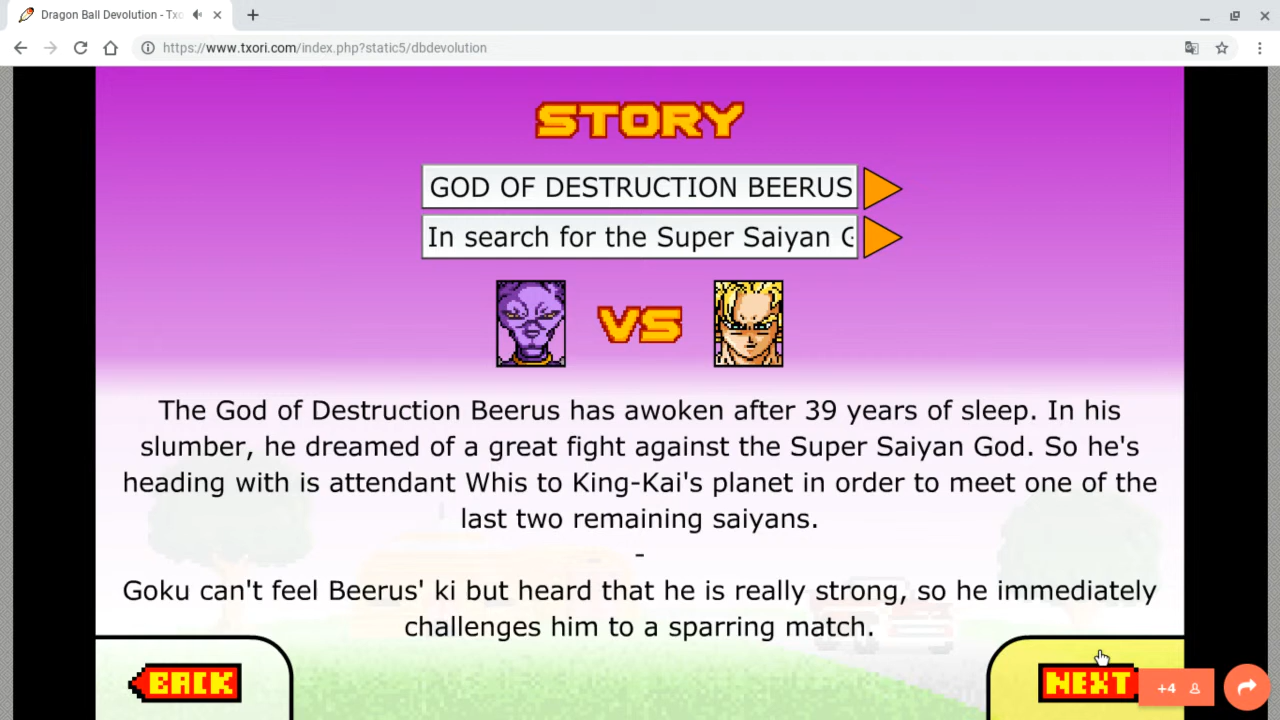 Dragon Ball Devolution - Txo
https://www.txori.com/index.php?static5/dbdevolution
STORY
GOD OF DESTRUCTION BEERUS
In search for the Super Saiyan G
VS
The God of Destruction Beerus has awoken after 39 years of sleep. In his
slumber, he dreamed of a great fight against the Super Saiyan God. So he's
heading with is attendant Whis to King-Kai's planet in order to meet one of the
last two remaining saiyans.
-
Goku can't feel Beerus' ki but heard that he is really strong, so he immediately
challenges him to a sparring match.
BACK
NEXT
+4